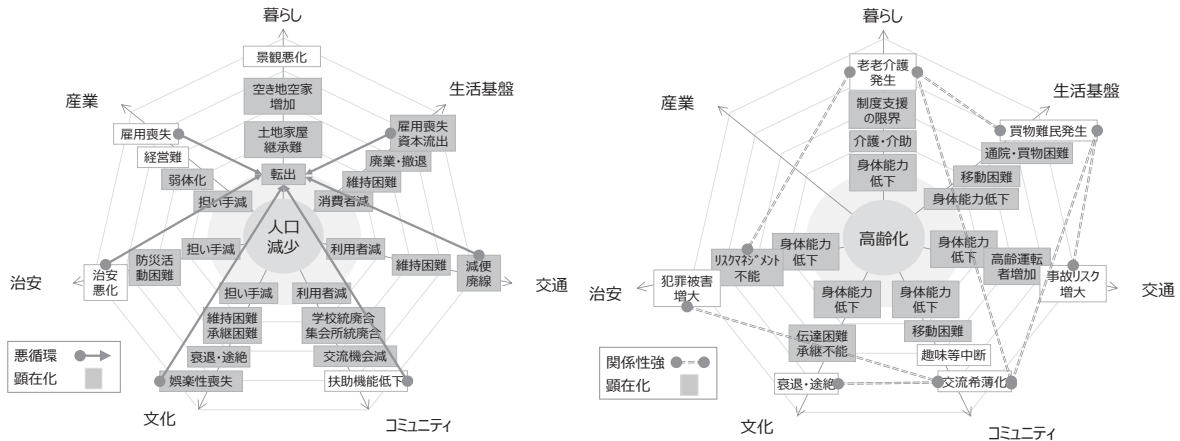 暮らし
景観悪化
空き地空家
増加
土地家屋
継承難
転出
生活基盤
雇用喪失
資本流出
廃業・撤退
維持困難
消費者減
産業
雇用喪失
経営難
弱体化
担い手減
人口
減少
担い手減
防災活
動困難
治安
悪化
治安
利用者減
維持困難
減便
廃線
交通
担い手減
維持困難
承継困難
衰退・途絶
娯楽性喪失
文化
利用者減
学校統廃合
集会所統廃合
交流機会減
扶助機能低下
コミュニティ
悪循環
顕在化
暮らし
老老介護
発生
制度支援
の限界
介護・介助
身体能力
低下
生活基盤
買物難民発生
通院・買物困難
移動困難
身体能力低下
産業
高齢化
身体能力
低下
リスクマネジメント
不能
犯罪被害
増大
治安
身体能力
低下
高齢運転
者増加
事故リスク
増大
交通
身体能力
低下
伝達困難
承継不能
衰退・途絶
文化
身体能力
低下
移動困難
趣味等中断
交流希薄化
コミュニティ
関係性強
顕在化